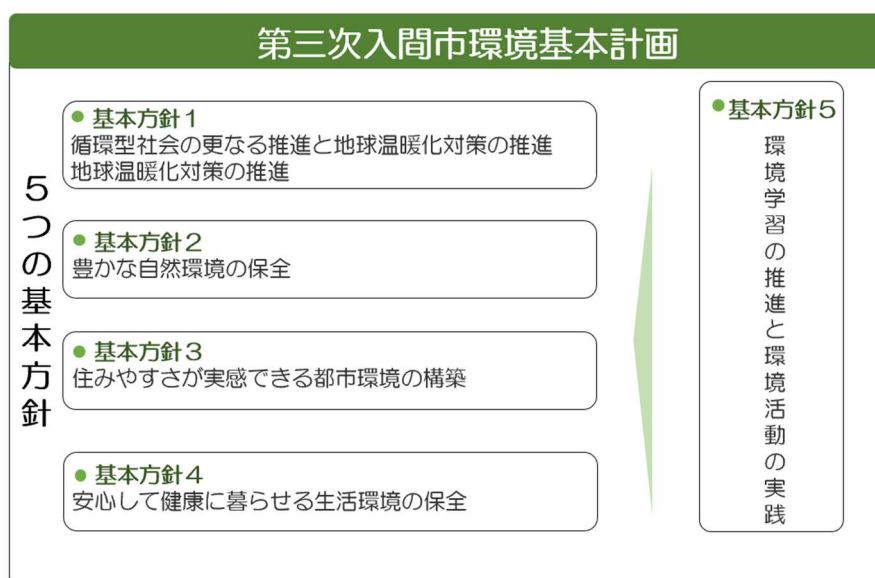 第三次入間市環境基本計画
5つの基本方針
●基本方針1
循環型社会の更なる推進と地球温暖化対策の推進
地球温暖化対策の推進
●基本方針2
豊かな自然環境の保全
●基本方針3
住みやすさが実感できる都市環境の構築
●基本方針4
安心して健康に暮らせる生活環境の保全
●基本方針5
環境学習の推進と環境活動の実践